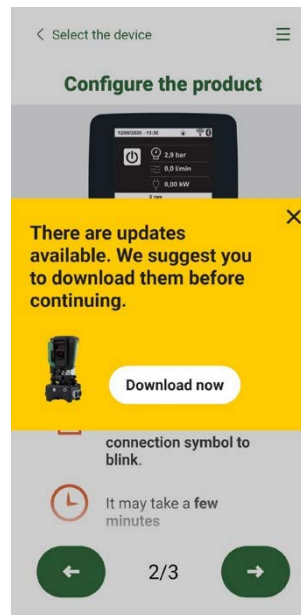 Select the device
Configure the product
12/06/2020 - 13:36
2,9 bar
0,0 l/min
0,00 kW
There are updates
available. We suggest you
to download them before
continuing.
Download now
connection symbol to
blink.
It may take a few
minutes
2/3